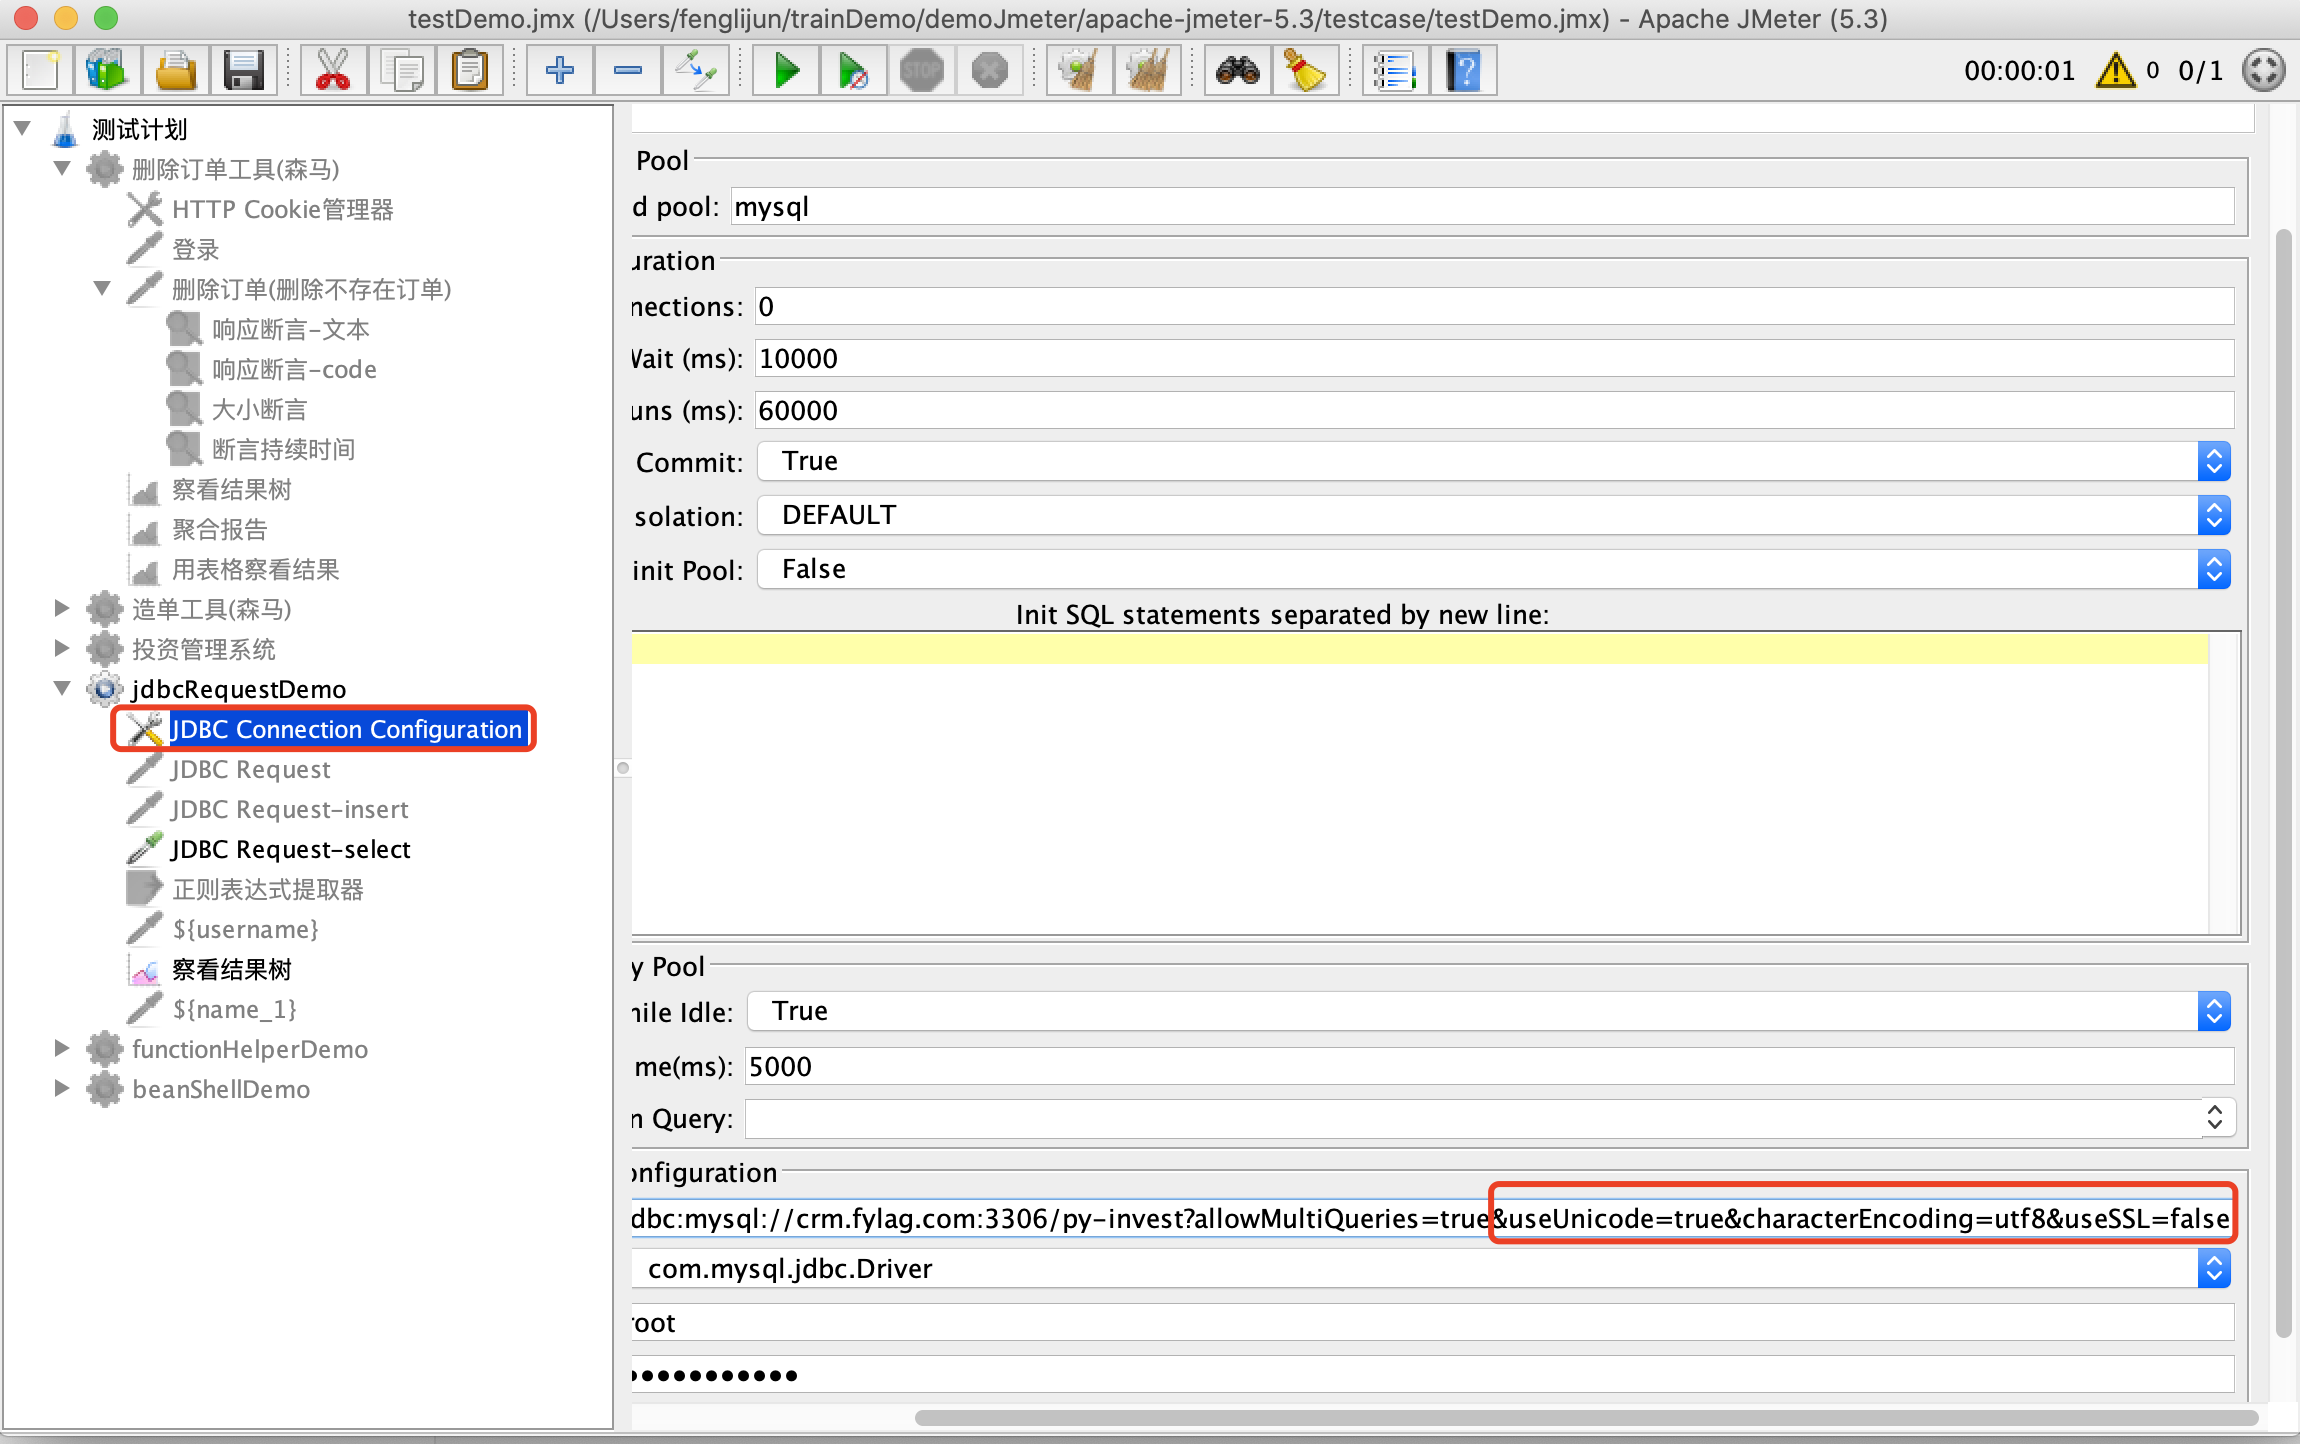 testDemo.jmx (/Users/fenglijun/trainDemo/demoJmeter/apache-jmeter-5.3/testcase/testDemo.jmx) - Apache JMeter (5.3)
STOP
00:00:01
0
0/1
测试计划
删除订单工具(森马)
HTTP Cookie管理器
登录
删除订单(删除不存在订单)
响应断言-文本
响应断言-code
大小断言
断言持续时间
察看结果树
聚合报告
用表格察看结果
造单工具(森马)
投资管理系统
jdbcRequestDemo
JDBC Connection Configuration
JDBC Request
JDBC Request-insert
JDBC Request-select
正则表达式提取器
${username}
察看结果树
${name_1}
functionHelperDemo
beanShellDemo
Pool
d pool: mysql
uration
nections: 0
Wait (ms): 10000
uns (ms): 60000
Commit: True
solation: DEFAULT
init Pool: False
Init SQL statements separated by new line:
y Pool
hile Idle: True
me(ms): 5000
n Query:
onfiguration
dbc:mysql://crm.fylag.com:3306/py-invest?allowMultiQueries=true&useUnicode=true&characterEncoding=utf8&useSSL=false
com.mysql.jdbc.Driver
root